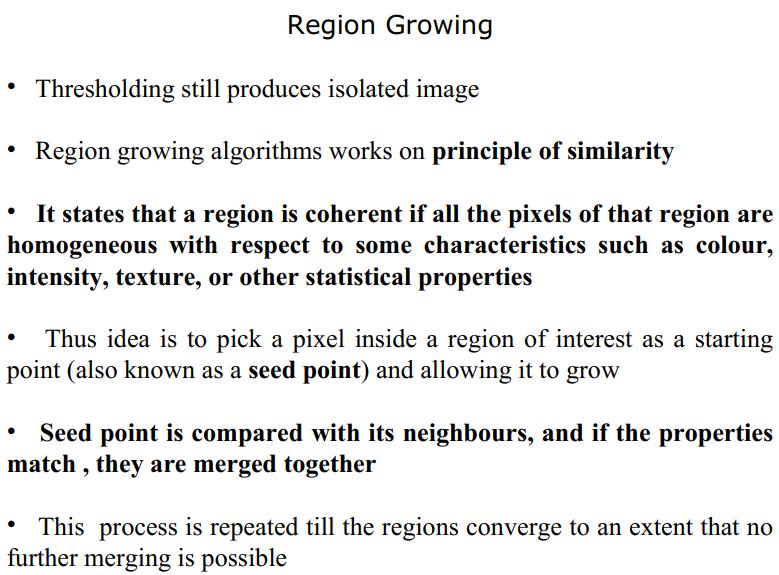 Region Growing
• Thresholding still produces isolated image
• Region growing algorithms works on principle of similarity
• It states that a region is coherent if all the pixels of that region are
homogeneous with respect to some characteristics such as colour,
intensity, texture, or other statistical properties
• Thus idea is to pick a pixel inside a region of interest as a starting
point (also known as a seed point) and allowing it to grow
• Seed point is compared with its neighbours, and if the properties
match , they are merged together
• This process is repeated till the regions converge to an extent that no
further merging is possible